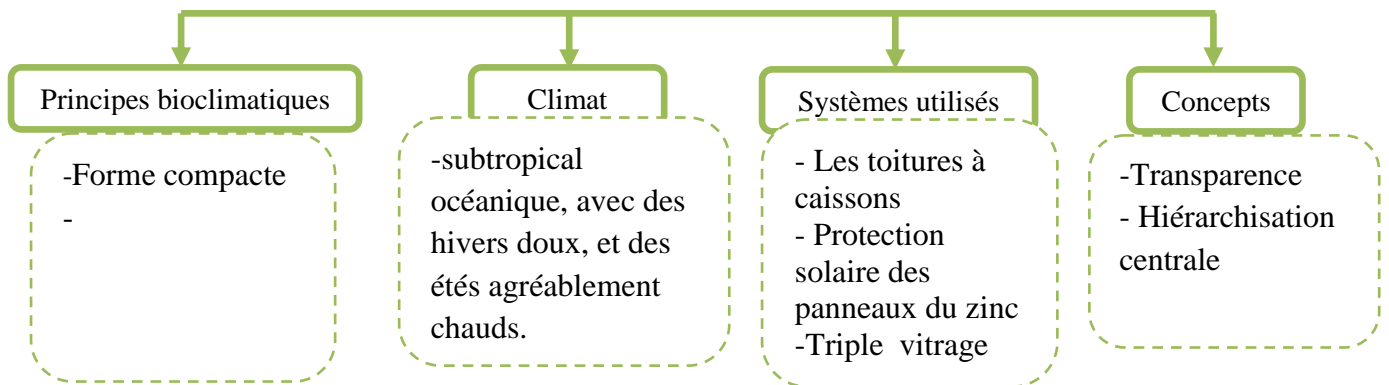 Principes bioclimatiques
-Forme compacte
-
Climat
-subtropical
océanique, avec des
hivers doux, et des
étés agréablement
chauds.
Systèmes utilisés
- Les toitures à
caissons
- Protection
solaire des
panneaux du zinc
-Triple vitrage
Concepts
-Transparence
- Hiérarchisation
centrale